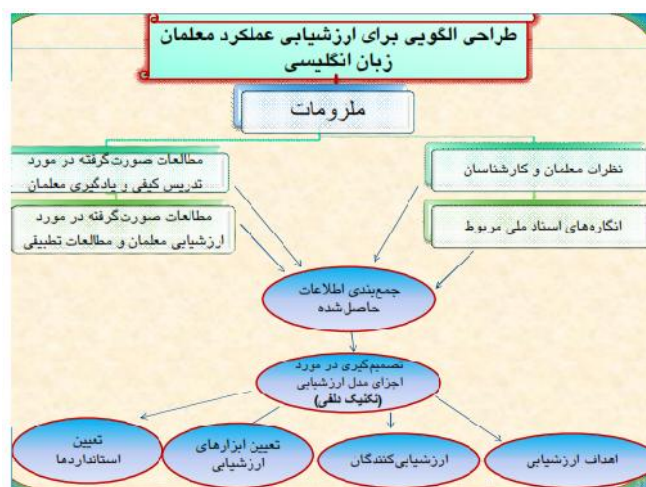 طراحی الگویی برای ارزشیابی عملکرد معلمان
زبان انگلیسی
ملزومات
نظرات معلمان و کارشناسان
مطالعات صورت‌گرفته در مورد
تدریس کیفی و یادگیری معلمان
انگاره‌های اسناد ملی مربوط
مطالعات صورت‌گرفته در مورد
ارزشیابی معلمان و مطالعات تطبیقی
جمع‌بندی اطلاعات
حاصل‌شده
تصمیم‌گیری در مورد
اجزای مدل ارزشیابی
(تکنیک دلفی)
اهداف ارزشیابی
ارزشیابی‌کنندگان
تعیین ابزارهای
ارزشیابی
تعیین
استانداردها